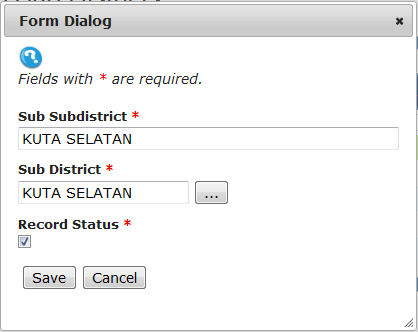 Form Dialog
Fields with * are required.
Sub Subdistrict *
KUTA SELATAN
Sub District *
KUTA SELATAN
...
Record Status *
Save Cancel